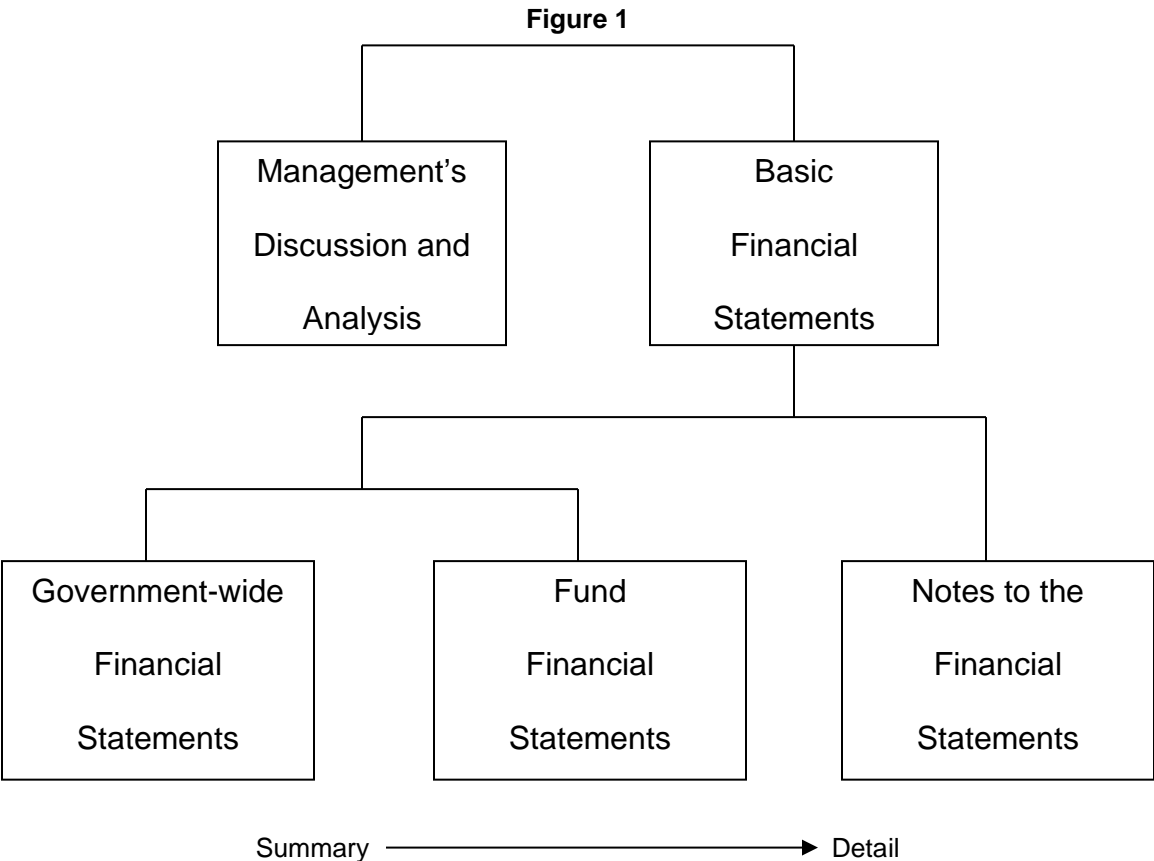 Figure 1
Management’s
Discussion and
Analysis
Basic
Financial
Statements
Government-wide
Financial
Statements
Fund
Financial
Statements
Notes to the
Financial
Statements
Summary
Detail